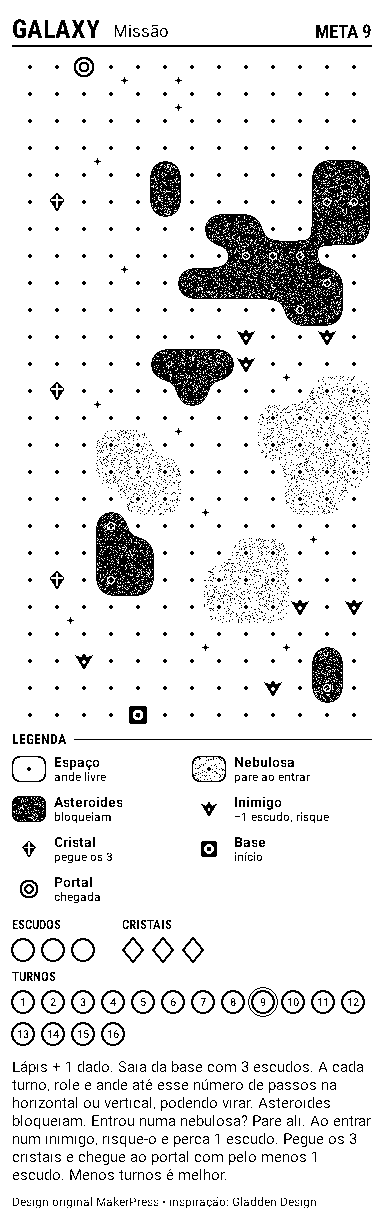 GALAXY Missão META 9
LEGENDA
Espaço
ande livre
Nebulosa
pare ao entrar
Asteroides
bloqueiam
Inimigo
−1 escudo, risque
Cristal
pegue os 3
Base
início
Portal
chegada
ESCUDOS CRISTAIS
TURNOS
1 2 3 4 5 6 7 8 9 10 11 12
13 14 15 16
Lápis + 1 dado. Saia da base com 3 escudos. A cada
turno, role e ande até esse número de passos na
horizontal ou vertical, podendo virar. Asteroides
bloqueiam. Entrou numa nebulosa? Pare ali. Ao entrar
num inimigo, risque-o e perca 1 escudo. Pegue os 3
cristais e chegue ao portal com pelo menos 1
escudo. Menos turnos é melhor.
Design original MakerPress • inspiração: Gladden Design